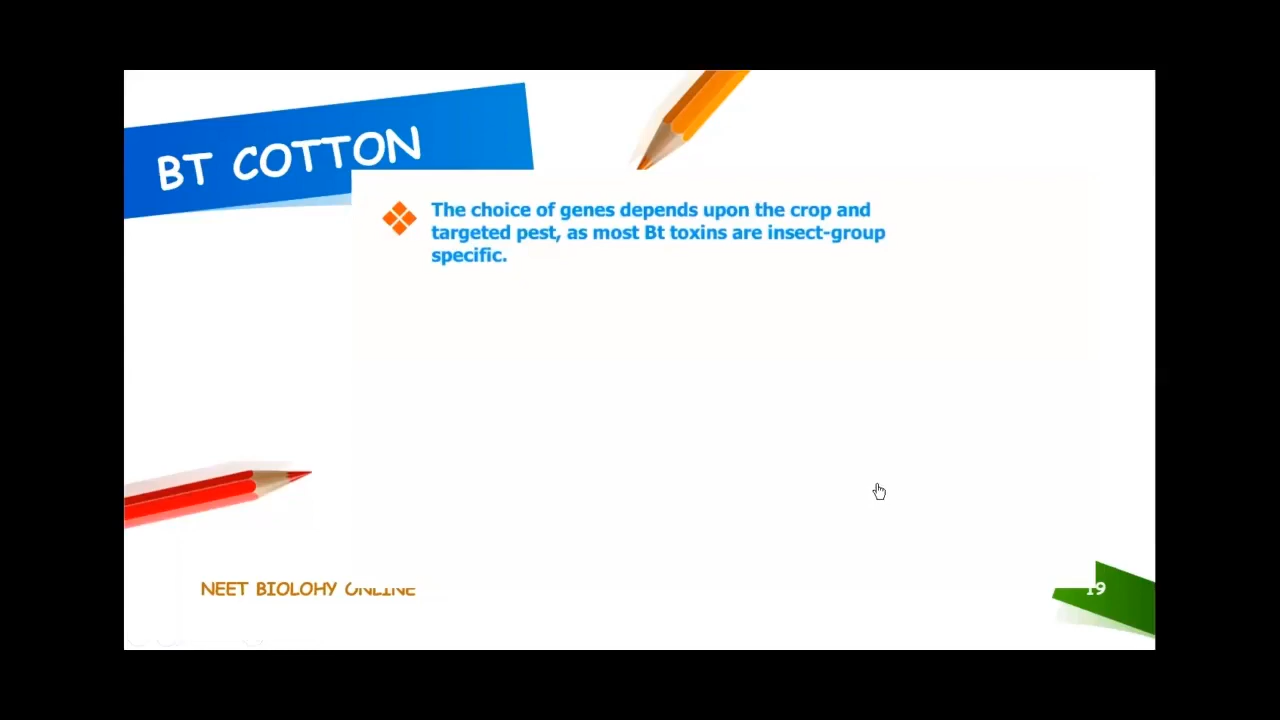 BT COTTON
The choice of genes depends upon the crop and
targeted pest, as most Bt toxins are insect-group
specific.
NEET BIOLOHY ONLINE
19